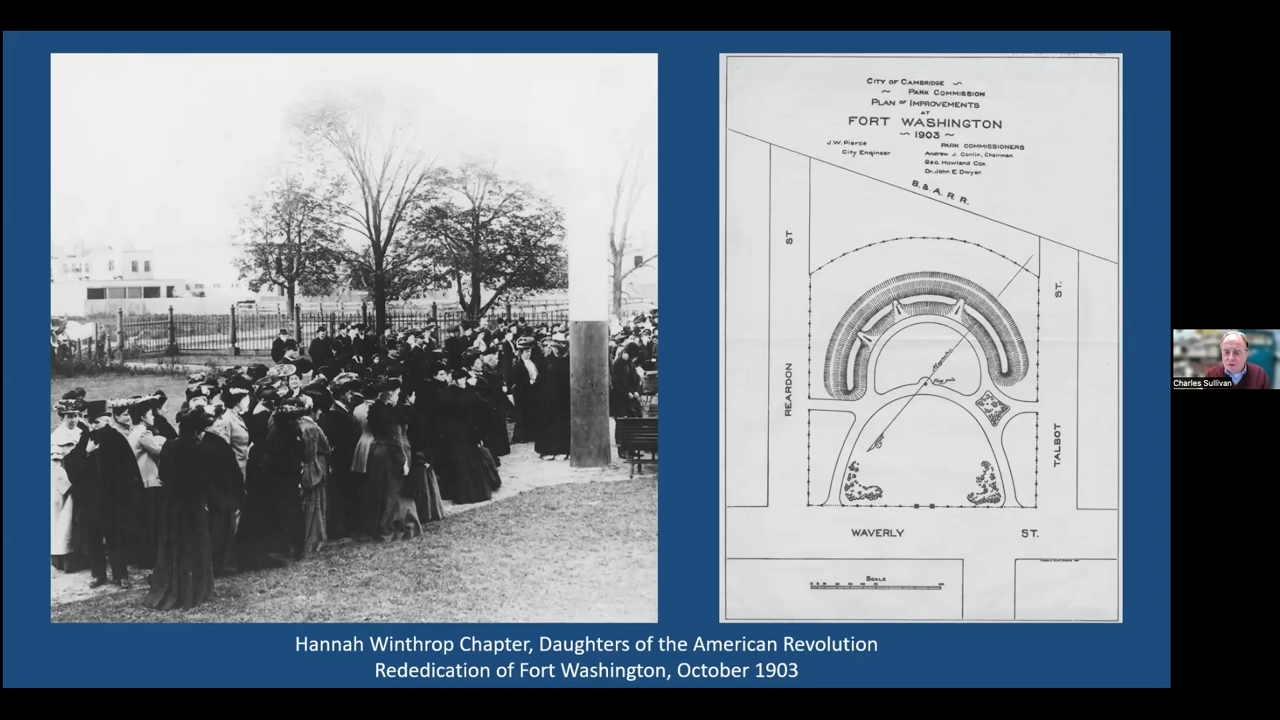 CITY OF CAMBRIDGE
PARK COMMISSION
PLAN OF IMPROVEMENTS
AT
FORT WASHINGTON
~ 1903 ~
J.W. Pierce
City Engineer
PARK COMMISSIONERS
Andrew J. Conlin, Chairman.
Geo. Howland Cox.
Dr. John E. Dwyer.
B. & A. R. R.
ST
ST.
REARDON
TALBOT
flag pole
WAVERLY ST.
SCALE
Hannah Winthrop Chapter, Daughters of the American Revolution
Rededication of Fort Washington, October 1903
Charles Sullivan